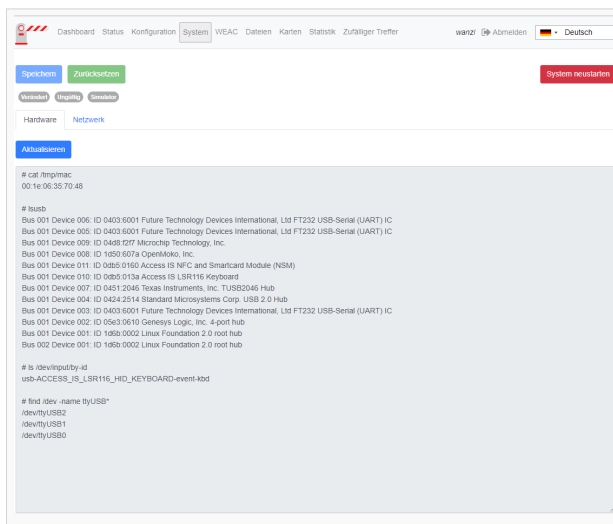 Dashboard Status Konfiguration System WEAC Dateien Karten Statistik Zufälliger Treffer wanzl Abmelden Deutsch
Speichern Zurücksetzen System neustarten
Verändert Ungültig Simulator
Hardware Netzwerk
Aktualisieren
# cat /tmp/mac
00:1e:06:35:70:48
# lsusb
Bus 001 Device 006: ID 0403:6001 Future Technology Devices International, Ltd FT232 USB-Serial (UART) IC
Bus 001 Device 005: ID 0403:6001 Future Technology Devices International, Ltd FT232 USB-Serial (UART) IC
Bus 001 Device 009: ID 04d8:f2f7 Microchip Technology, Inc.
Bus 001 Device 008: ID 1d50:607a OpenMoko, Inc.
Bus 001 Device 011: ID 0db5:0160 Access IS NFC and Smartcard Module (NSM)
Bus 001 Device 010: ID 0db5:013a Access IS LSR116 Keyboard
Bus 001 Device 007: ID 0451:2046 Texas Instruments, Inc. TUSB2046 Hub
Bus 001 Device 004: ID 0424:2514 Standard Microsystems Corp. USB 2.0 Hub
Bus 001 Device 003: ID 0403:6001 Future Technology Devices International, Ltd FT232 USB-Serial (UART) IC
Bus 001 Device 002: ID 05e3:0610 Genesys Logic, Inc. 4-port hub
Bus 001 Device 001: ID 1d6b:0002 Linux Foundation 2.0 root hub
Bus 002 Device 001: ID 1d6b:0002 Linux Foundation 2.0 root hub
# ls /dev/input/by-id
usb-ACCESS_IS_LSR116_HID_KEYBOARD-event-kbd
# find /dev -name ttyUSB*
/dev/ttyUSB2
/dev/ttyUSB1
/dev/ttyUSB0